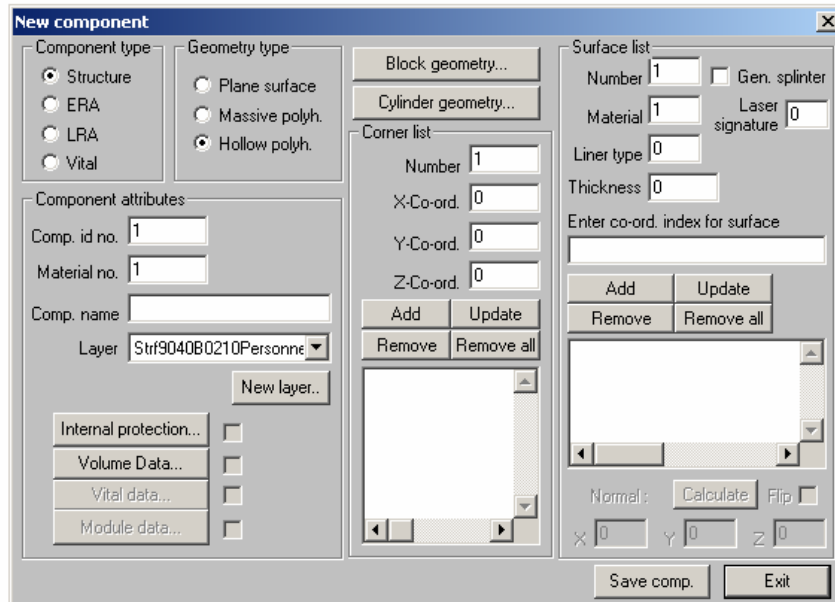 New component
Component type
Structure
ERA
LRA
Vital
Geometry type
Plane surface
Massive polyh.
Hollow polyh.
Block geometry...
Cylinder geometry...
Component attributes
Comp. id no. 1
Material no. 1
Comp. name
Layer Strf9040B0210Personne
New layer..
Internal protection...
Volume Data...
Vital data...
Module data...
Corner list
Number 1
X-Co-ord. 0
Y-Co-ord. 0
Z-Co-ord. 0
Add Update
Remove Remove all
Surface list
Number 1 Gen. splinter
Material 1 Laser signature 0
Liner type 0
Thickness 0
Enter co-ord. index for surface
Add Update
Remove Remove all
Normal : Calculate Flip
X 0 Y 0 Z 0
Save comp. Exit